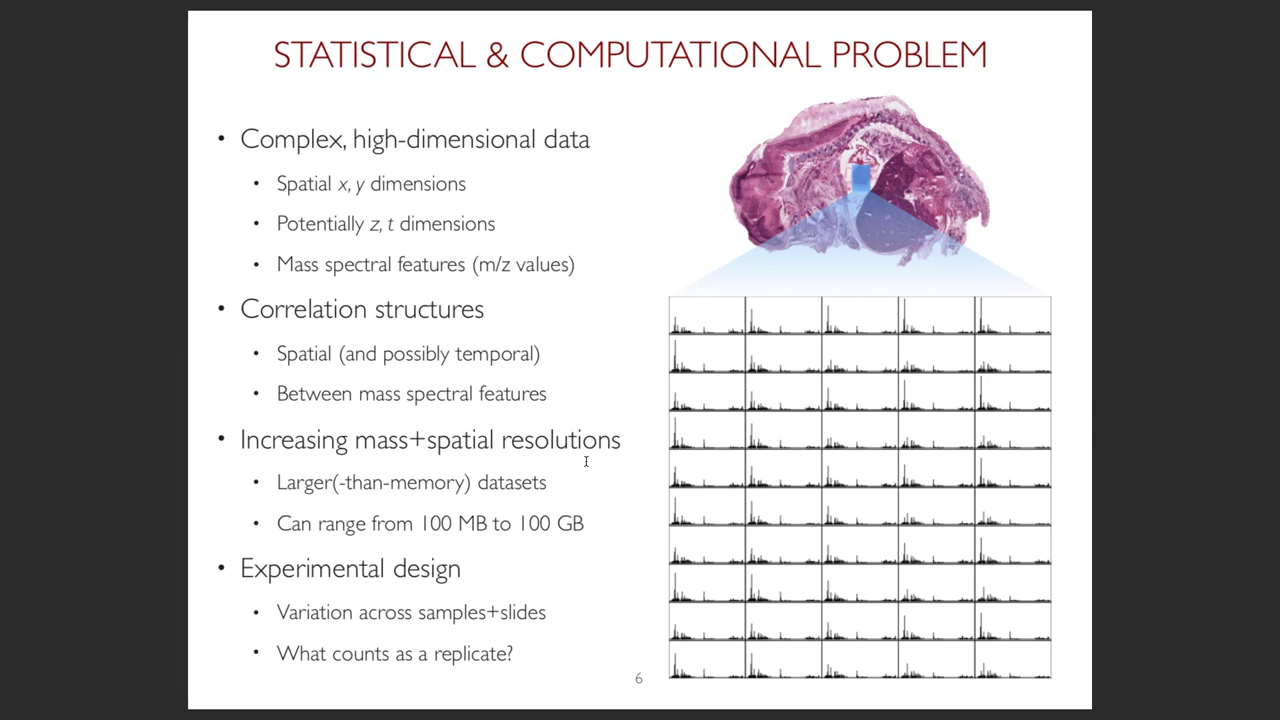 STATISTICAL & COMPUTATIONAL PROBLEM
• Complex, high-dimensional data
• Spatial x, y dimensions
• Potentially z, t dimensions
• Mass spectral features (m/z values)
• Correlation structures
• Spatial (and possibly temporal)
• Between mass spectral features
• Increasing mass+spatial resolutions
• Larger(-than-memory) datasets
• Can range from 100 MB to 100 GB
• Experimental design
• Variation across samples+slides
• What counts as a replicate?
6